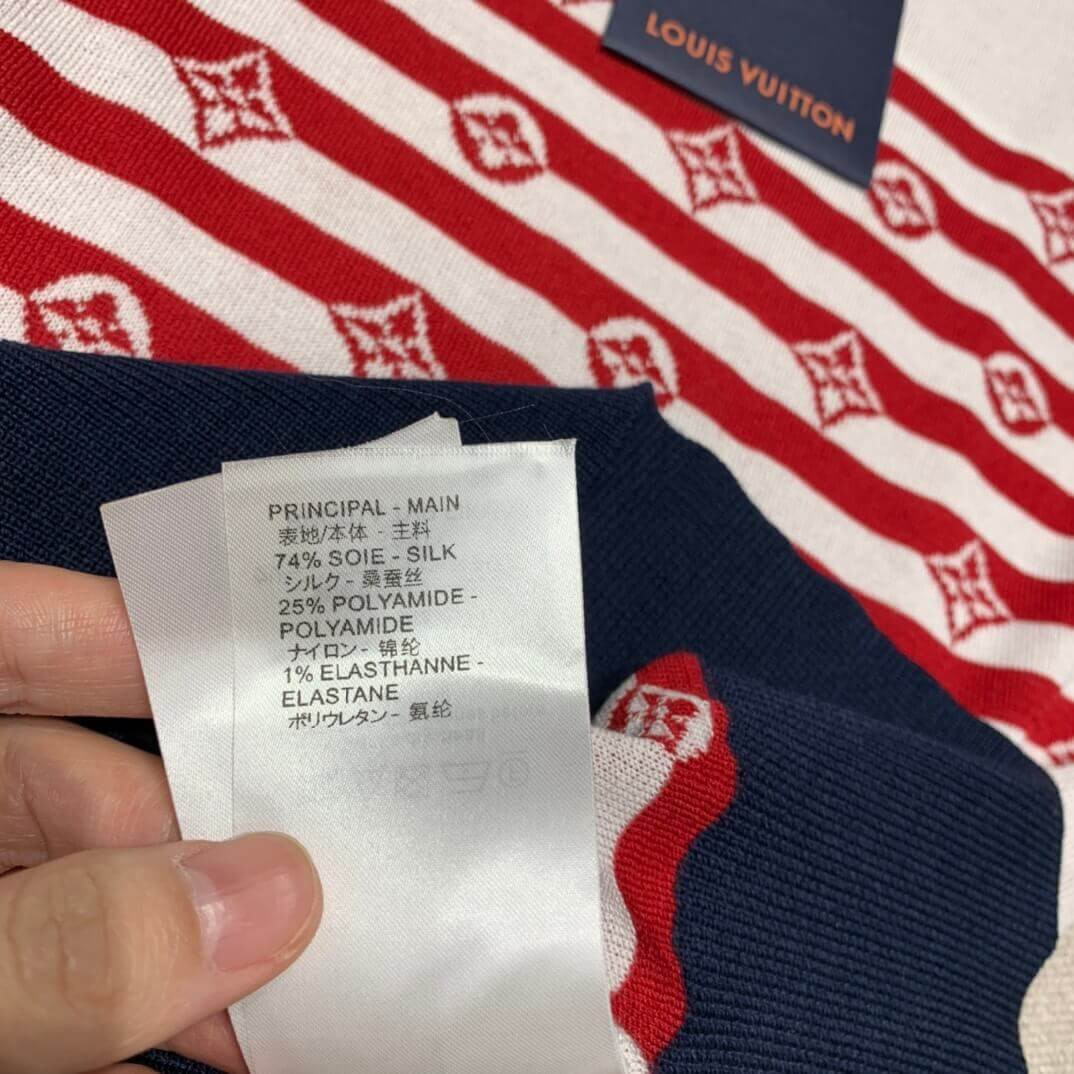 LOUIS VUITTON
PRINCIPAL - MAIN
表地/本体 - 主料
74% SOIE - SILK
シルク - 桑蚕丝
25% POLYAMIDE -
POLYAMIDE
ナイロン - 锦纶
1% ELASTHANNE -
ELASTANE
ポリウレタン - 氨纶